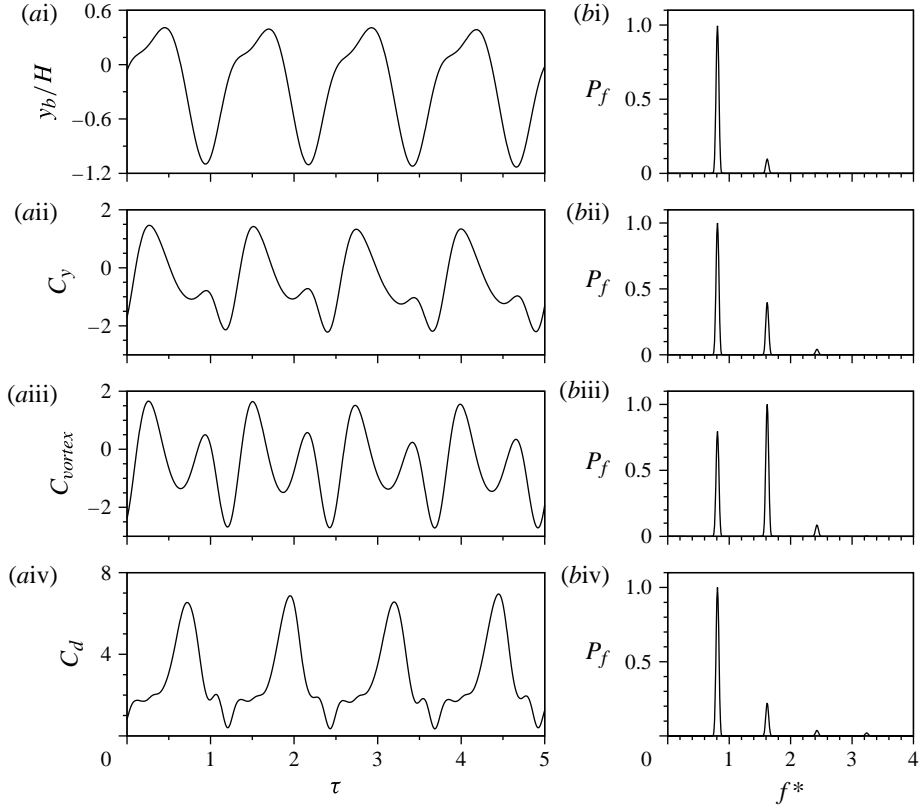 (ai)
0.6
0
−0.6
−1.2
y_b/H
(bi)
1.0
0.5
0
P_f
(aii)
2
0
−2
C_y
(bii)
1.0
0.5
0
P_f
(aiii)
2
0
−2
C_vortex
(biii)
1.0
0.5
0
P_f
(aiv)
8
4
0
C_d
1 2 3 4 5
τ
(biv)
1.0
0.5
0
P_f
1 2 3 4
f*